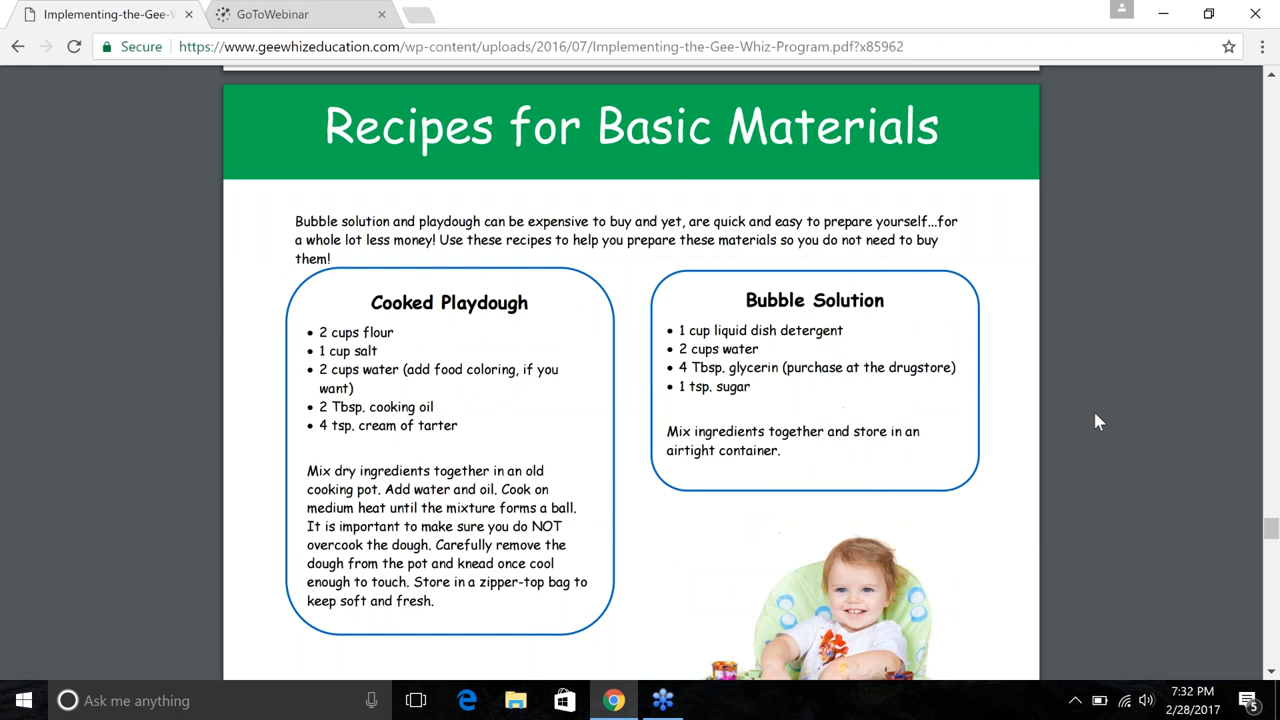 Implementing-the-Gee-W
GoToWebinar
Secure
https://www.geewhizeducation.com/wp-content/uploads/2016/07/Implementing-the-Gee-Whiz-Program.pdf?x85962
Recipes for Basic Materials
Bubble solution and playdough can be expensive to buy and yet, are quick and easy to prepare yourself...for
a whole lot less money! Use these recipes to help you prepare these materials so you do not need to buy
them!
Cooked Playdough
• 2 cups flour
• 1 cup salt
• 2 cups water (add food coloring, if you
want)
• 2 Tbsp. cooking oil
• 4 tsp. cream of tarter
Mix dry ingredients together in an old
cooking pot. Add water and oil. Cook on
medium heat until the mixture forms a ball.
It is important to make sure you do NOT
overcook the dough. Carefully remove the
dough from the pot and knead once cool
enough to touch. Store in a zipper-top bag to
keep soft and fresh.
Bubble Solution
• 1 cup liquid dish detergent
• 2 cups water
• 4 Tbsp. glycerin (purchase at the drugstore)
• 1 tsp. sugar
Mix ingredients together and store in an
airtight container.
Ask me anything
7:32 PM
2/28/2017
5